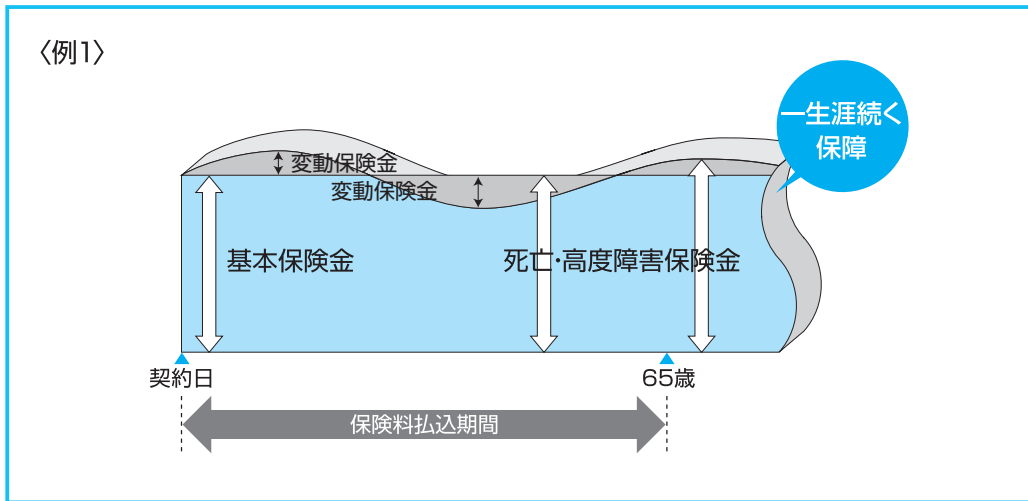 〈例1〉
一生涯続く
保障
変動保険金
変動保険金
基本保険金
死亡・高度障害保険金
契約日
65歳
保険料払込期間